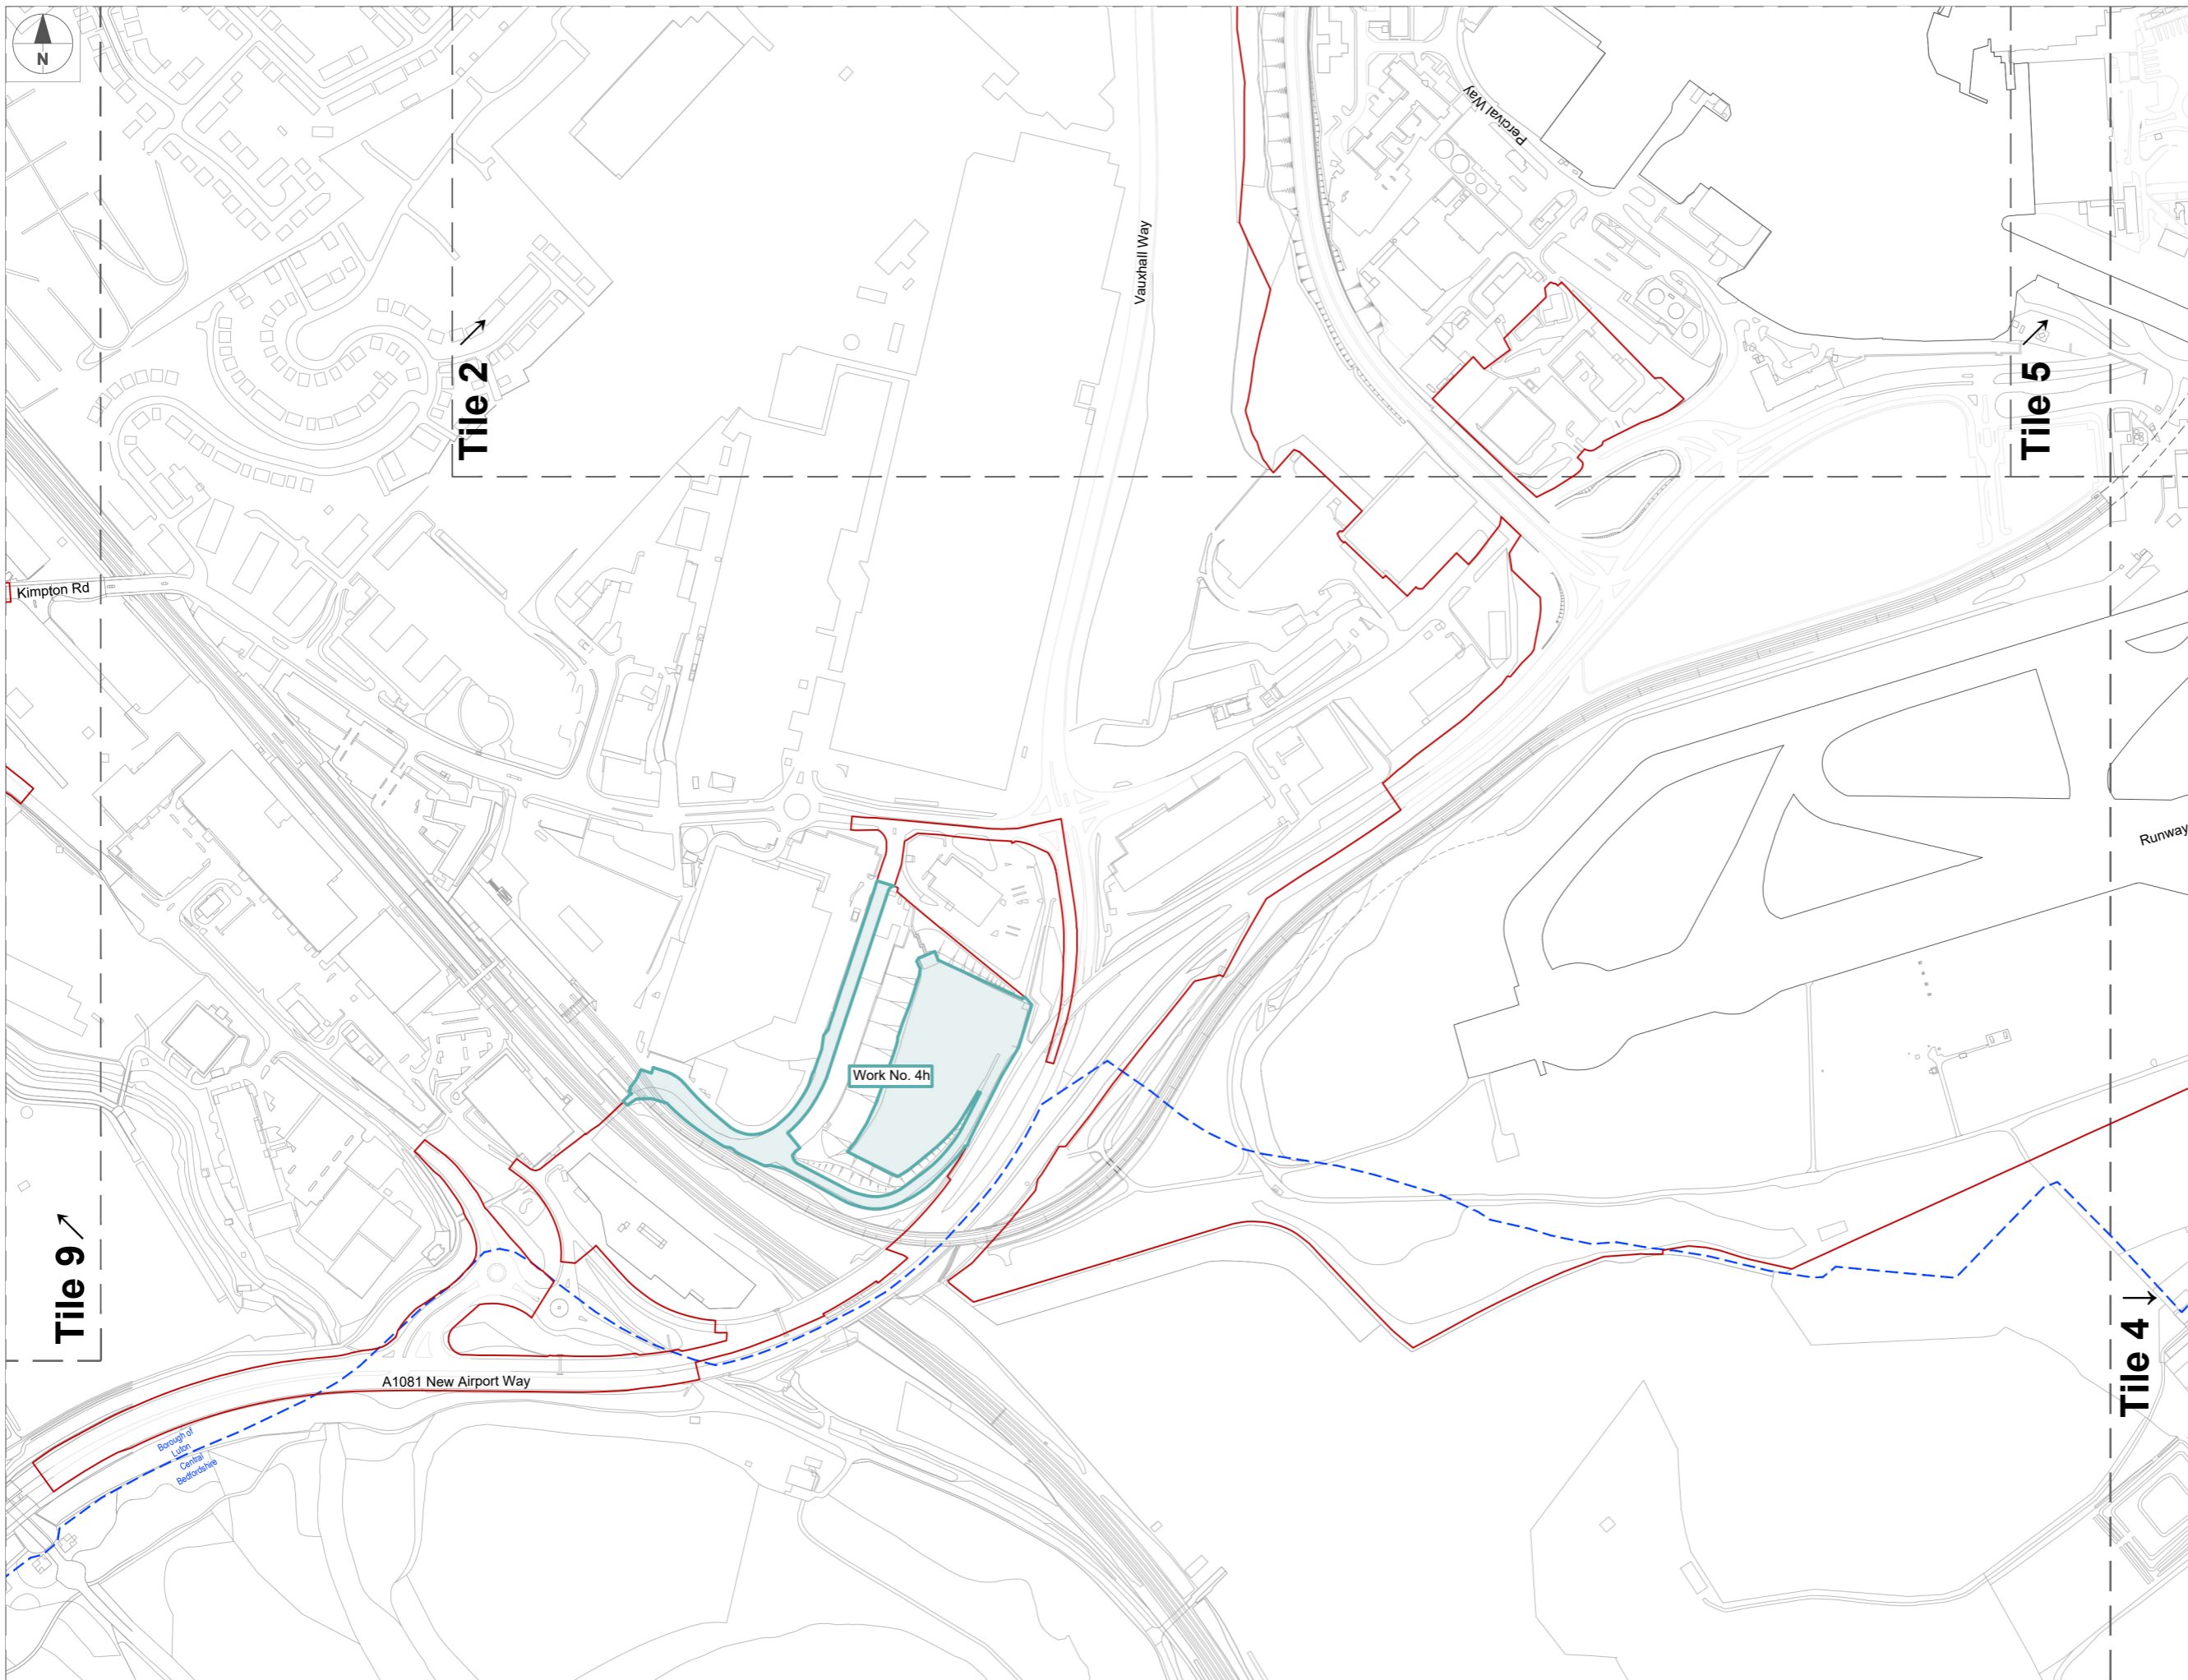 N
Percival Way
Vauxhall Way
Tile 2
Tile 5
Kimpton Rd
Runway
Work No. 4h
Tile 9
Tile 4
A1081 New Airport Way
Borough of
Luton
Central
Bedfordshire